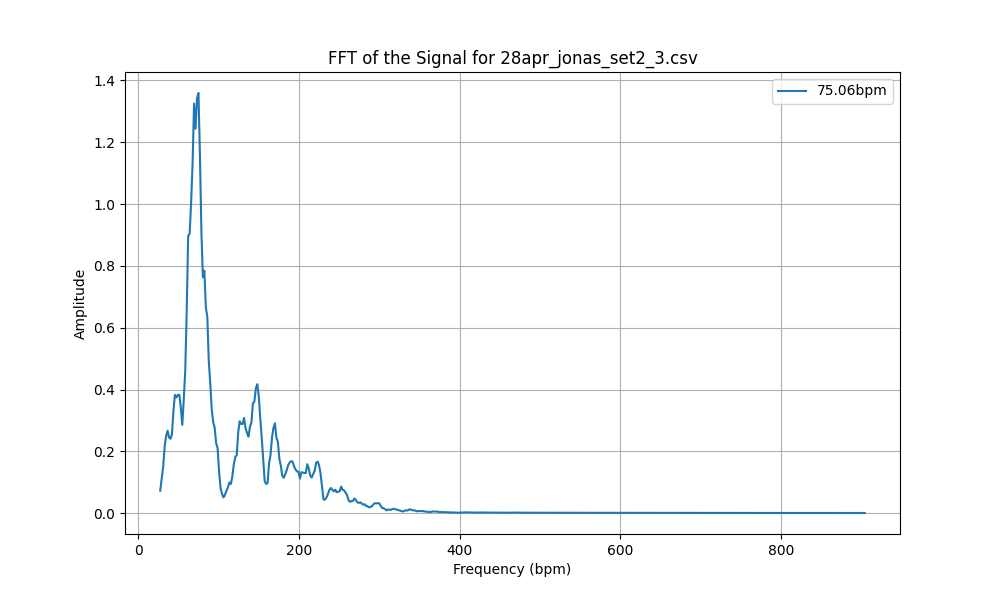 FFT of the Signal for 28apr_jonas_set2_3.csv
75.06bpm
1.4
1.2
1.0
0.8
0.6
0.4
0.2
0.0
Amplitude
0 200 400 600 800
Frequency (bpm)